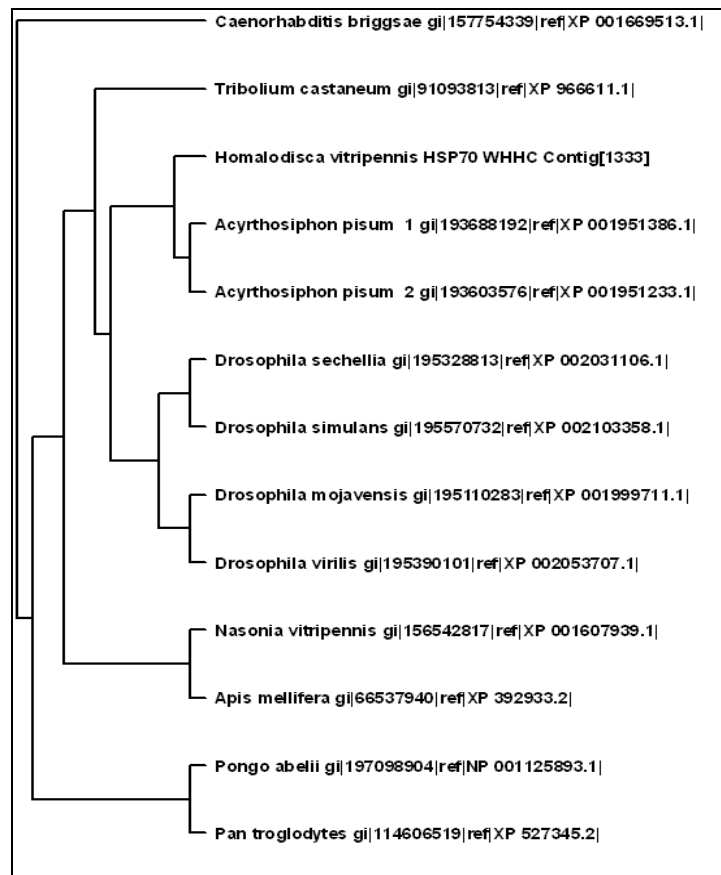 Caenorhabditis briggsae gi|157754339|ref|XP 001669513.1|
Tribolium castaneum gi|91093813|ref|XP 966611.1|
Homalodisca vitripennis HSP70 WHHC Contig[1333]
Acyrthosiphon pisum 1 gi|193688192|ref|XP 001951386.1|
Acyrthosiphon pisum 2 gi|193603576|ref|XP 001951233.1|
Drosophila sechellia gi|195328813|ref|XP 002031106.1|
Drosophila simulans gi|195570732|ref|XP 002103358.1|
Drosophila mojavensis gi|195110283|ref|XP 001999711.1|
Drosophila virilis gi|195390101|ref|XP 002053707.1|
Nasonia vitripennis gi|156542817|ref|XP 001607939.1|
Apis mellifera gi|66537940|ref|XP 392933.2|
Pongo abelii gi|197098904|ref|NP 001125893.1|
Pan troglodytes gi|114606519|ref|XP 527345.2|